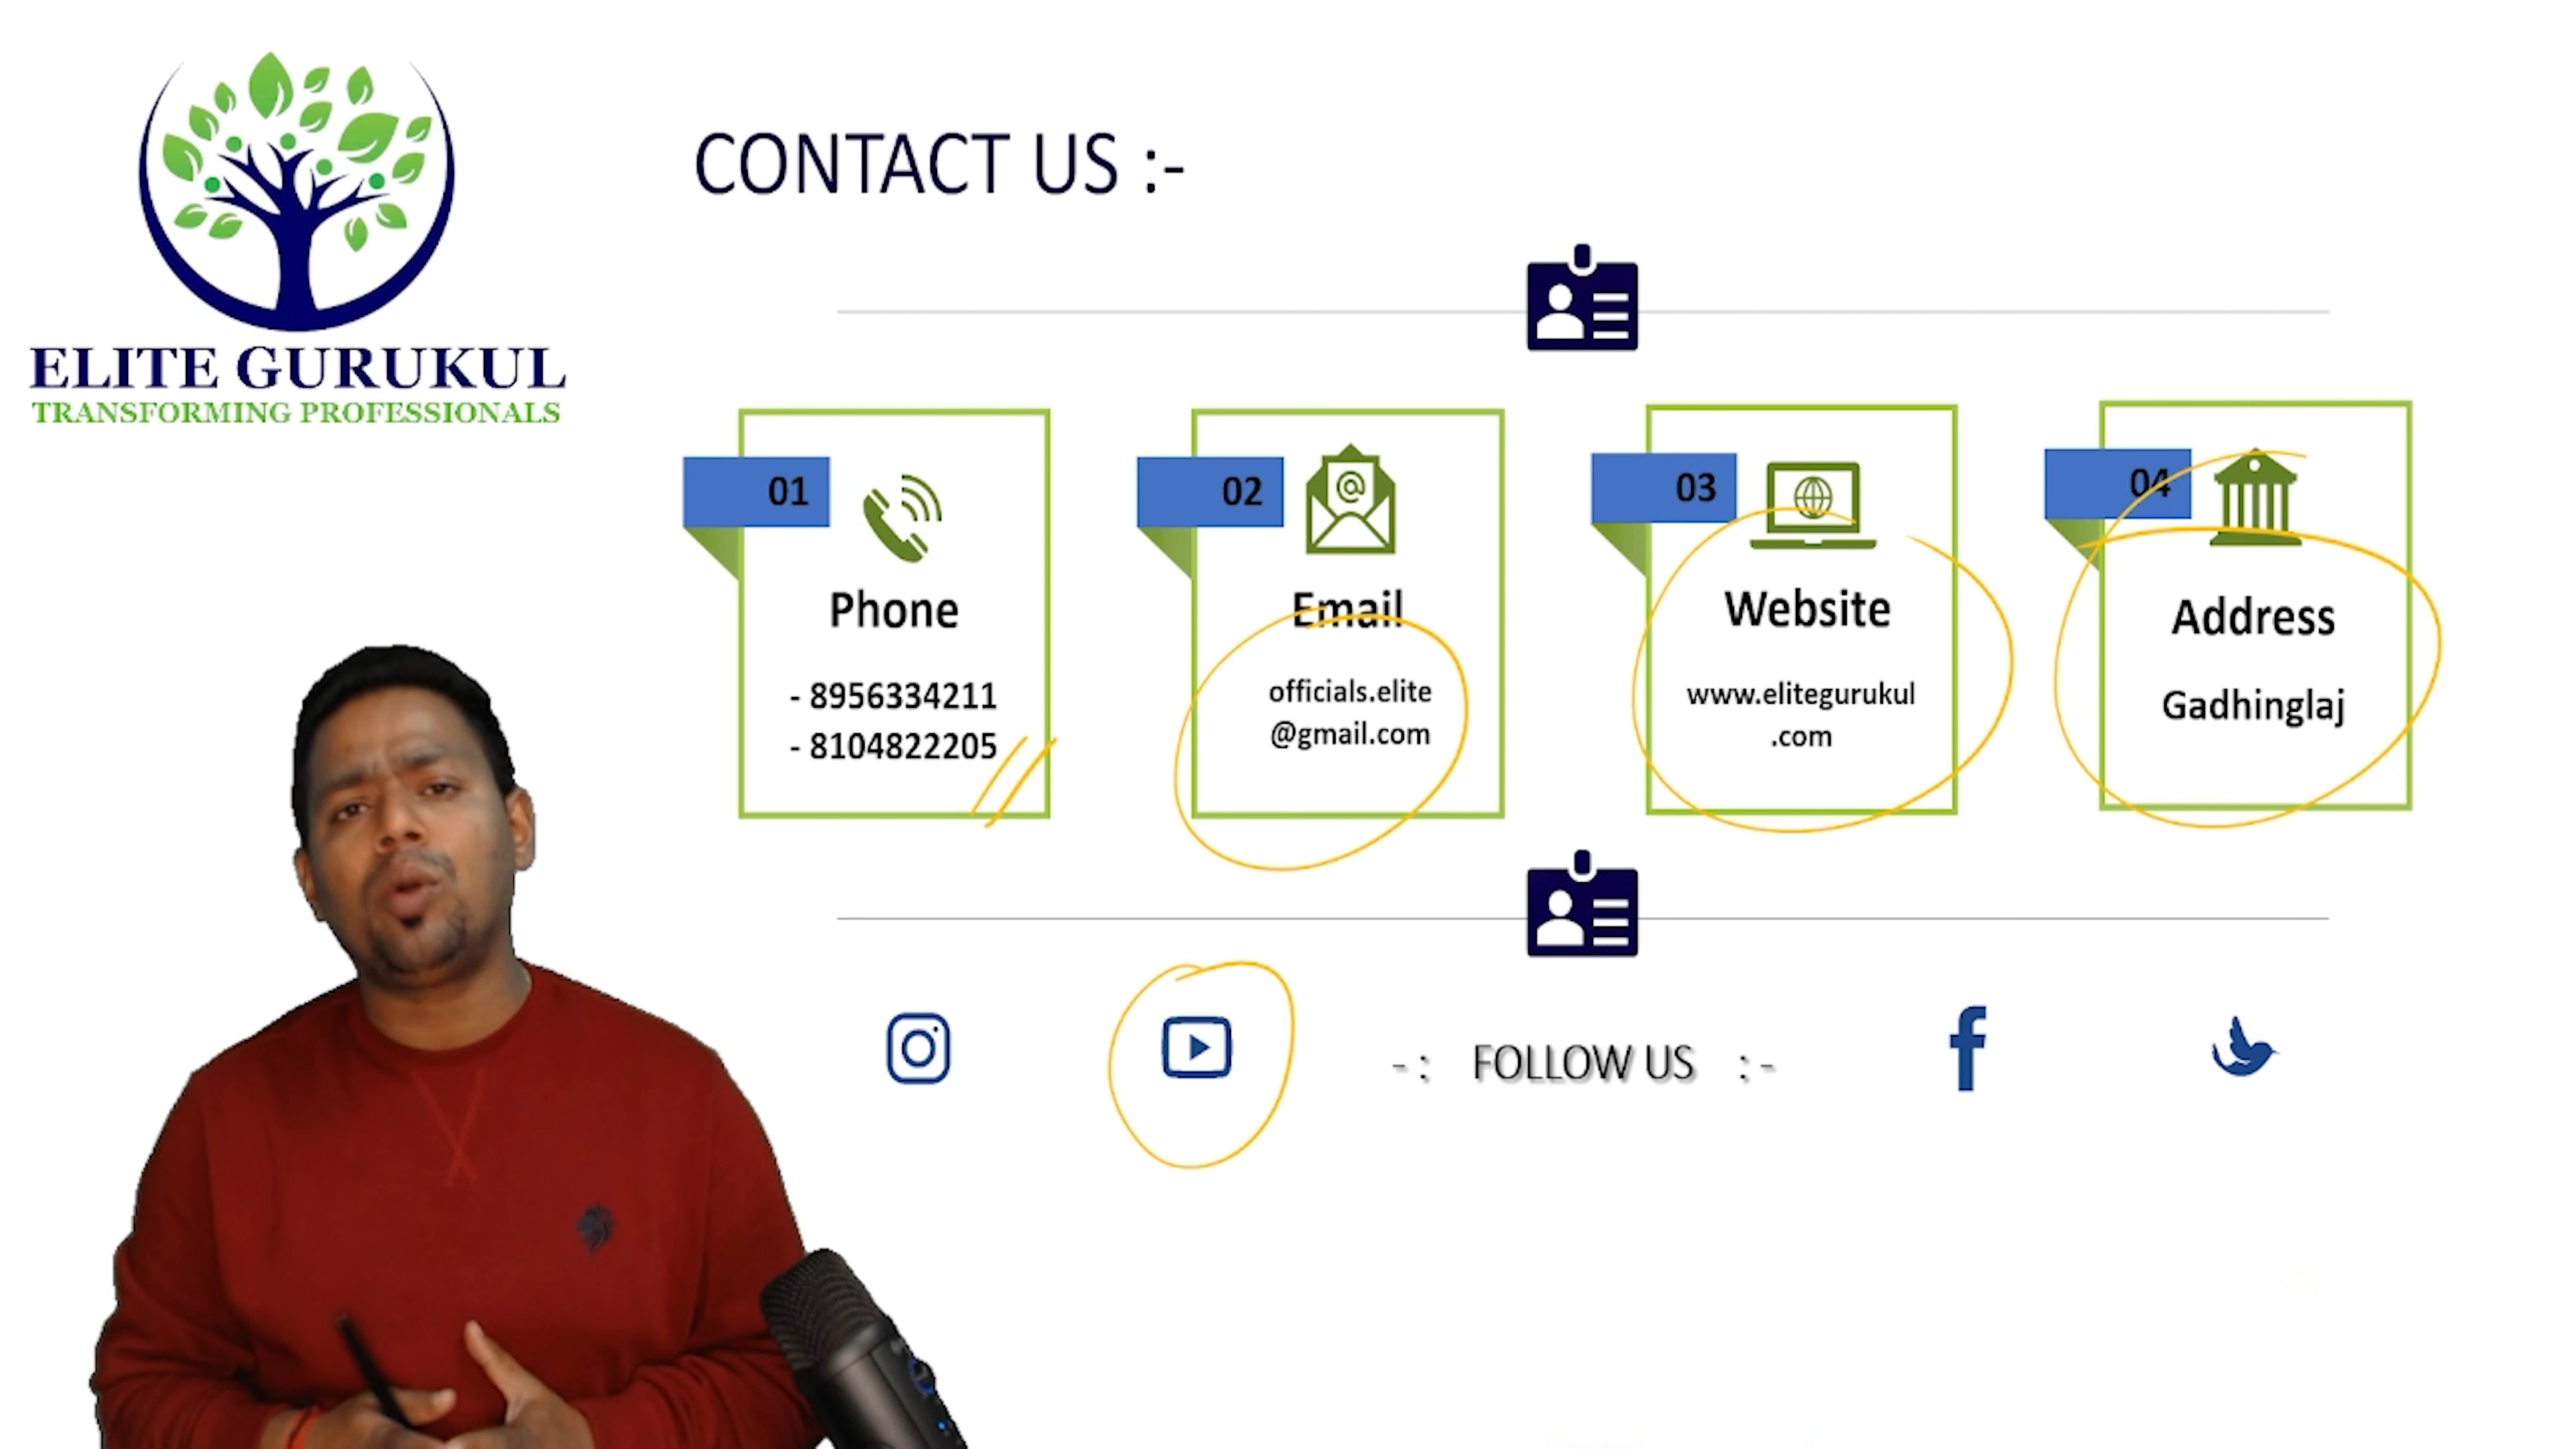 ELITE GURUKUL
TRANSFORMING PROFESSIONALS
CONTACT US :-
01
Phone
- 8956334211
- 8104822205
02
Email
officials.elite
@gmail.com
03
Website
www.elitegurukul
.com
04
Address
Gadhinglaj
- : FOLLOW US : -